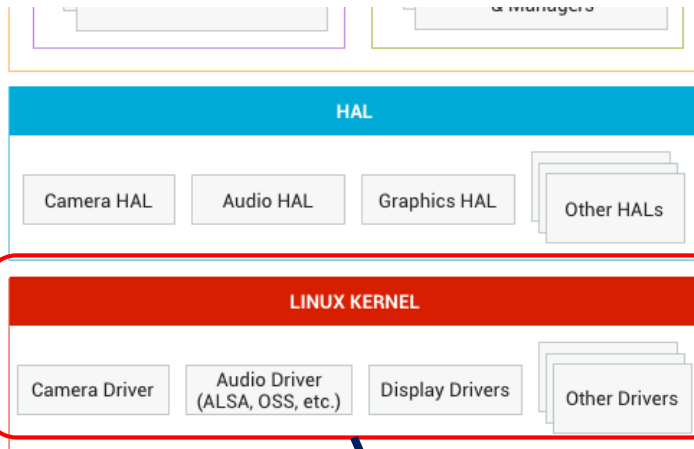 & Managers
HAL
Camera HAL
Audio HAL
Graphics HAL
Other HALs
LINUX KERNEL
Camera Driver
Audio Driver
(ALSA, OSS, etc.)
Display Drivers
Other Drivers